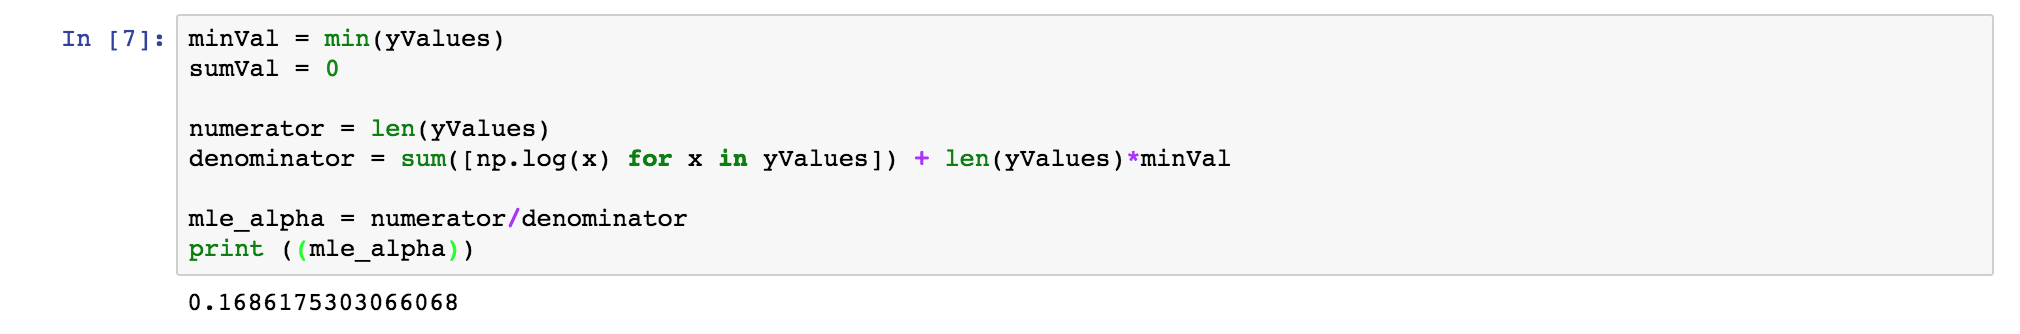 In [7]: minVal = min(yValues)
sumVal = 0
numerator = len(yValues)
denominator = sum([np.log(x) for x in yValues]) + len(yValues)*minVal
mle_alpha = numerator/denominator
print ((mle_alpha))
0.1686175303066068